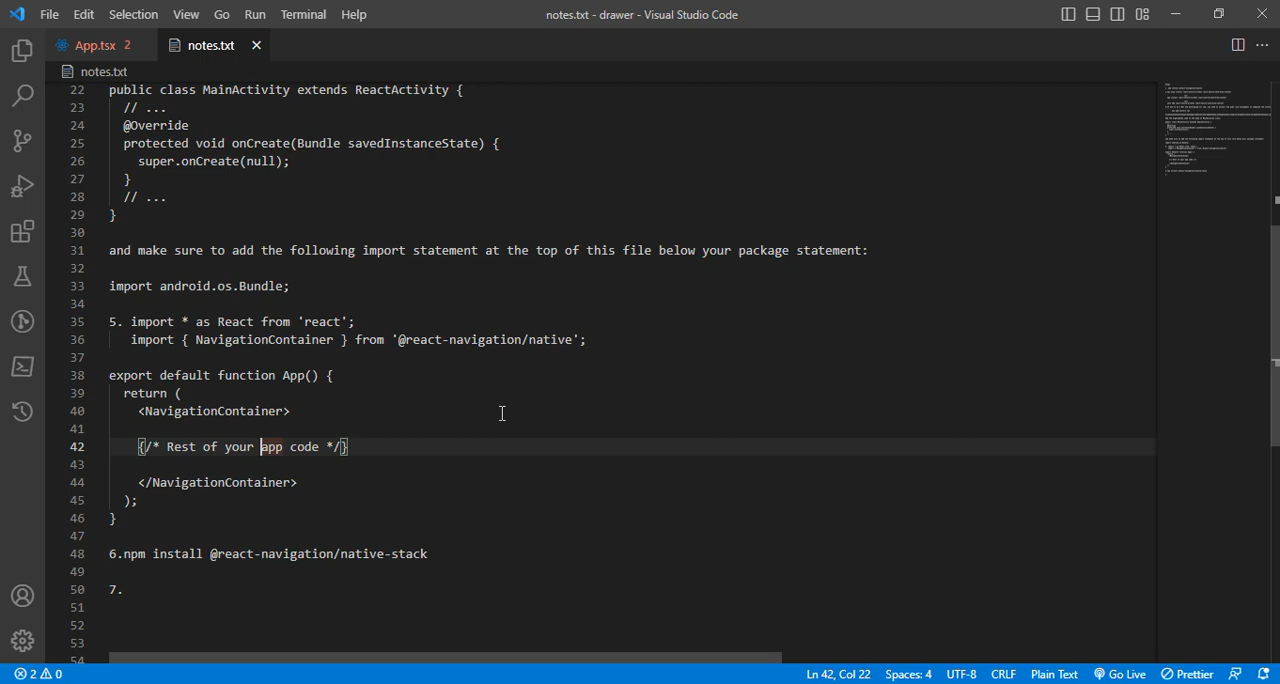 File Edit Selection View Go Run Terminal Help notes.txt - drawer - Visual Studio Code
App.tsx 2 notes.txt
notes.txt
22 public class MainActivity extends ReactActivity {
23 // ...
24 @Override
25 protected void onCreate(Bundle savedInstanceState) {
26 super.onCreate(null);
27 }
28 // ...
29 }
30
31 and make sure to add the following import statement at the top of this file below your package statement:
32
33 import android.os.Bundle;
34
35 5. import * as React from 'react';
36 import { NavigationContainer } from '@react-navigation/native';
37
38 export default function App() {
39 return (
40 <NavigationContainer>
41
42 {/* Rest of your app code */}
43
44 </NavigationContainer>
45 );
46 }
47
48 6.npm install @react-navigation/native-stack
49
50 7.
51
52
53
54
2 0 Ln 42, Col 22 Spaces: 4 UTF-8 CRLF Plain Text Go Live Prettier